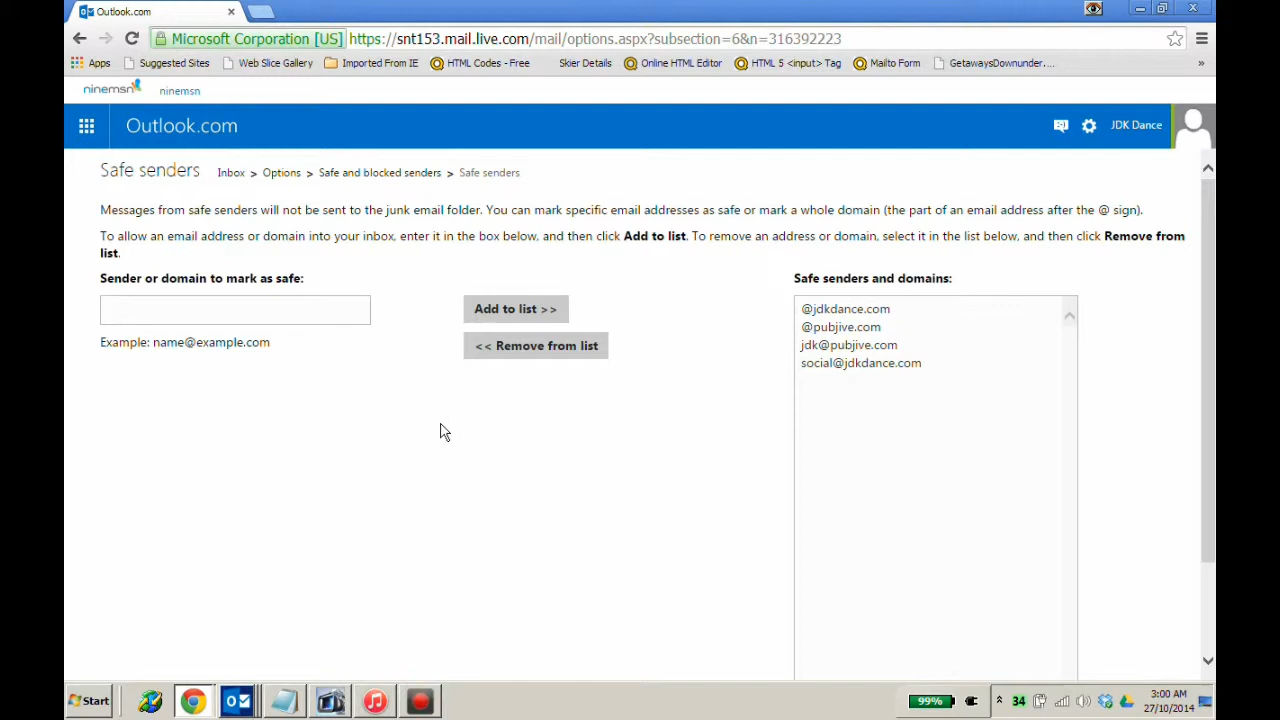 Outlook.com
Microsoft Corporation [US] https://snt153.mail.live.com/mail/options.aspx?subsection=6&n=316392223
Apps Suggested Sites Web Slice Gallery Imported From IE HTML Codes - Free Skier Details Online HTML Editor HTML 5 <input> Tag Mailto Form GetawaysDownunder.... »
ninemsn ninemsn
Outlook.com JDK Dance
Safe senders Inbox > Options > Safe and blocked senders > Safe senders
Messages from safe senders will not be sent to the junk email folder. You can mark specific email addresses as safe or mark a whole domain (the part of an email address after the @ sign).
To allow an email address or domain into your inbox, enter it in the box below, and then click Add to list. To remove an address or domain, select it in the list below, and then click Remove from
list.
Sender or domain to mark as safe: Safe senders and domains:
Add to list >> @jdkdance.com
@pubjive.com
Example: name@example.com << Remove from list jdk@pubjive.com
social@jdkdance.com
Start 99% 34 3:00 AM
27/10/2014